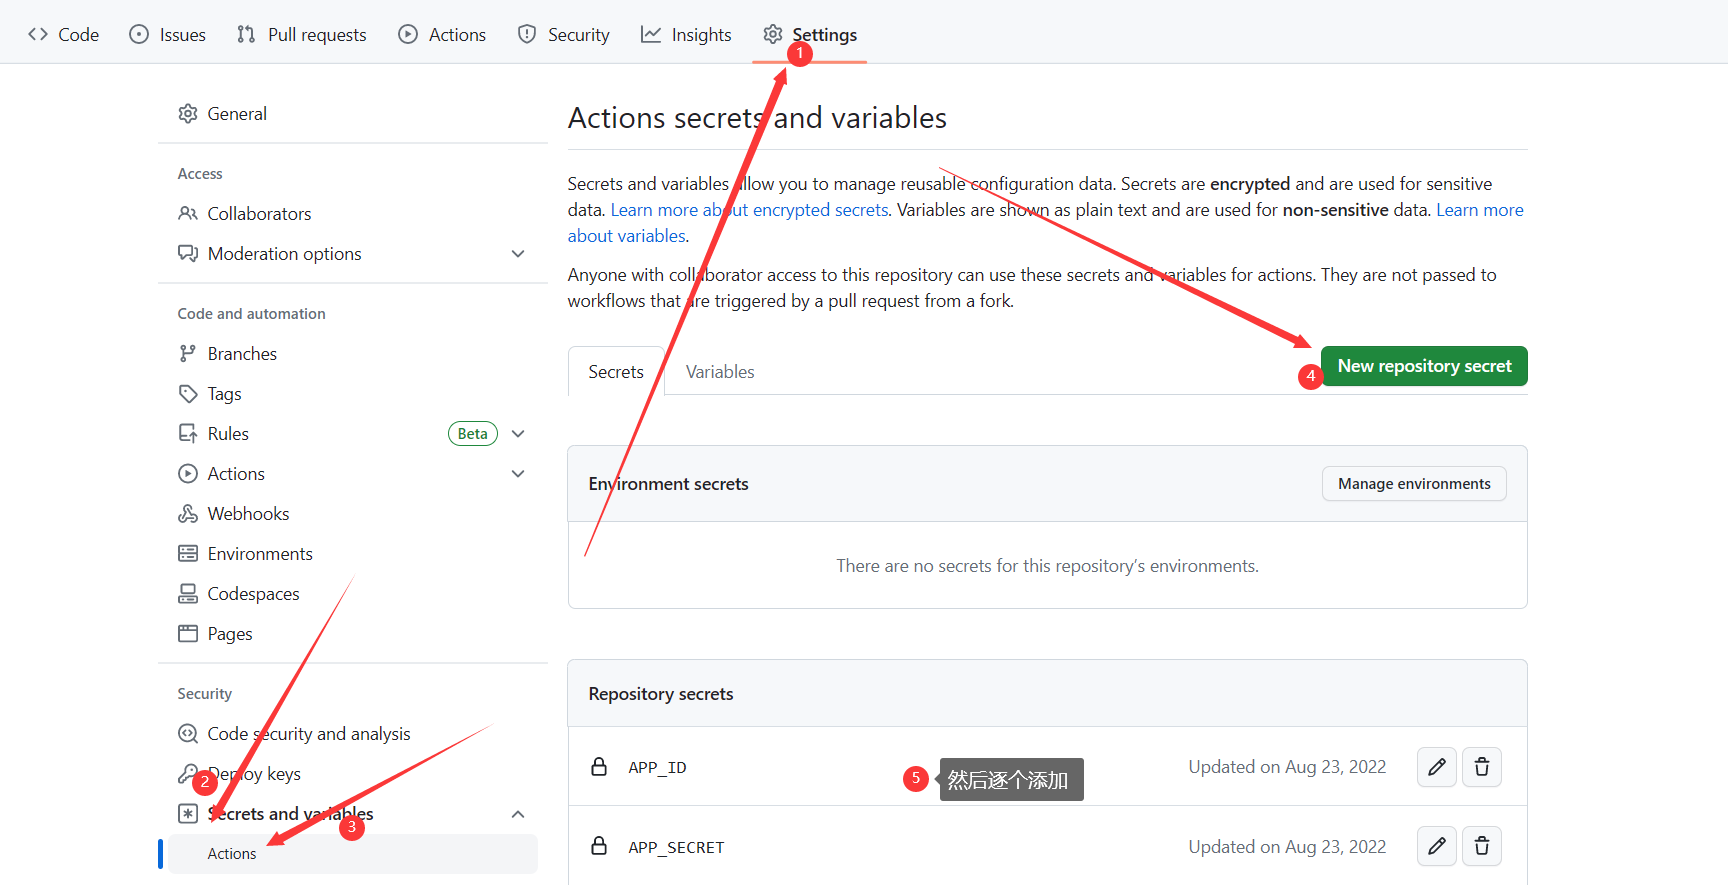 Code
Issues
Pull requests
Actions
Security
Insights
Settings
1
General
Access
Collaborators
Moderation options
Code and automation
Branches
Tags
Rules
Beta
Actions
Webhooks
Environments
Codespaces
Pages
Security
Code security and analysis
Deploy keys
2
Secrets and variables
3
Actions
Actions secrets and variables
Secrets and variables allow you to manage reusable configuration data. Secrets are encrypted and are used for sensitive
data. Learn more about encrypted secrets. Variables are shown as plain text and are used for non-sensitive data. Learn more
about variables.
Anyone with collaborator access to this repository can use these secrets and variables for actions. They are not passed to
workflows that are triggered by a pull request from a fork.
Secrets
Variables
4
New repository secret
Environment secrets
Manage environments
There are no secrets for this repository’s environments.
Repository secrets
APP_ID
5
然后逐个添加
Updated on Aug 23, 2022
APP_SECRET
Updated on Aug 23, 2022